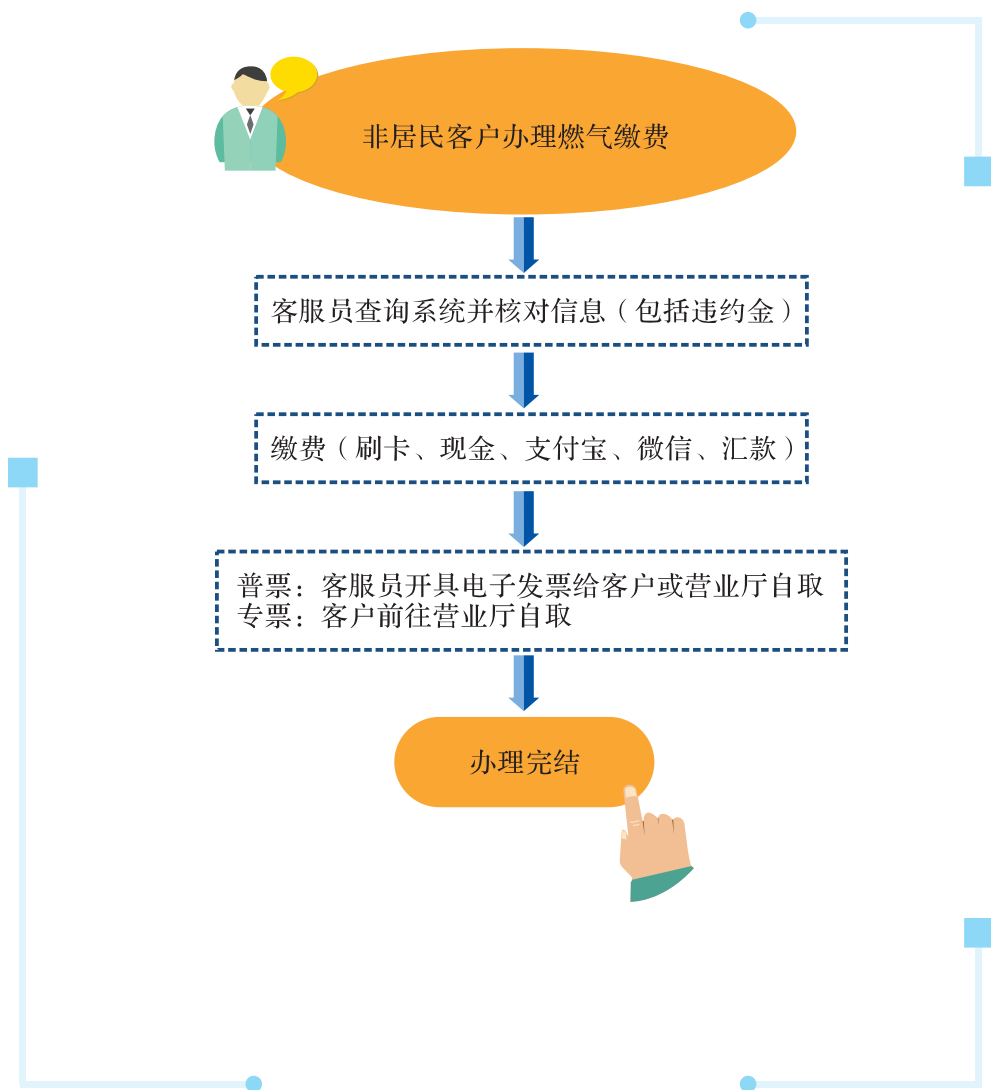 非居民客户办理燃气缴费
客服员查询系统并核对信息（包括违约金）
缴费（刷卡、现金、支付宝、微信、汇款）
普票：客服员开具电子发票给客户或营业厅自取
专票：客户前往营业厅自取
办理完结